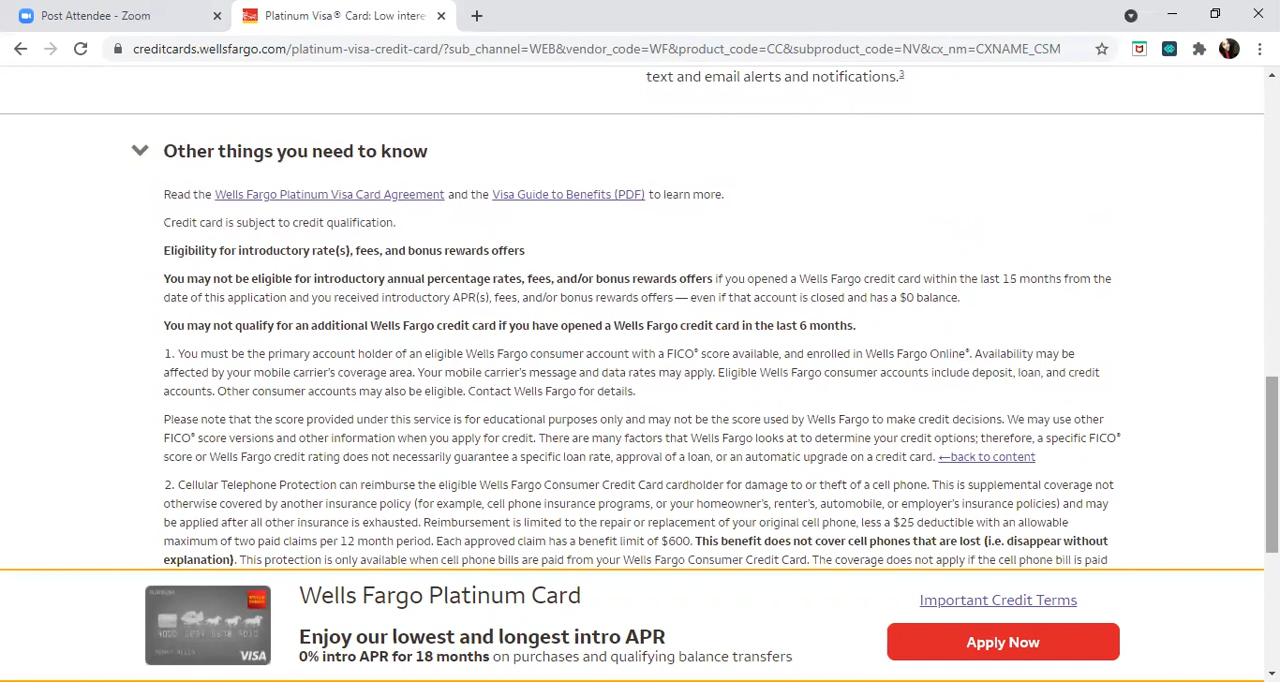 Post Attendee - Zoom
Platinum Visa® Card: Low intere
creditcards.wellsfargo.com/platinum-visa-credit-card/?sub_channel=WEB&vendor_code=WF&product_code=CC&subproduct_code=NV&cx_nm=CXNAME_CSM
text and email alerts and notifications.3
Other things you need to know
Read the Wells Fargo Platinum Visa Card Agreement and the Visa Guide to Benefits (PDF) to learn more.
Credit card is subject to credit qualification.
Eligibility for introductory rate(s), fees, and bonus rewards offers
You may not be eligible for introductory annual percentage rates, fees, and/or bonus rewards offers if you opened a Wells Fargo credit card within the last 15 months from the
date of this application and you received introductory APR(s), fees, and/or bonus rewards offers — even if that account is closed and has a $0 balance.
You may not qualify for an additional Wells Fargo credit card if you have opened a Wells Fargo credit card in the last 6 months.
1. You must be the primary account holder of an eligible Wells Fargo consumer account with a FICO® score available, and enrolled in Wells Fargo Online®. Availability may be
affected by your mobile carrier's coverage area. Your mobile carrier's message and data rates may apply. Eligible Wells Fargo consumer accounts include deposit, loan, and credit
accounts. Other consumer accounts may also be eligible. Contact Wells Fargo for details.
Please note that the score provided under this service is for educational purposes only and may not be the score used by Wells Fargo to make credit decisions. We may use other
FICO® score versions and other information when you apply for credit. There are many factors that Wells Fargo looks at to determine your credit options; therefore, a specific FICO®
score or Wells Fargo credit rating does not necessarily guarantee a specific loan rate, approval of a loan, or an automatic upgrade on a credit card. ←back to content
2. Cellular Telephone Protection can reimburse the eligible Wells Fargo Consumer Credit Card cardholder for damage to or theft of a cell phone. This is supplemental coverage not
otherwise covered by another insurance policy (for example, cell phone insurance programs, or your homeowner's, renter's, automobile, or employer's insurance policies) and may
be applied after all other insurance is exhausted. Reimbursement is limited to the repair or replacement of your original cell phone, less a $25 deductible with an allowable
maximum of two paid claims per 12 month period. Each approved claim has a benefit limit of $600. This benefit does not cover cell phones that are lost (i.e. disappear without
explanation). This protection is only available when cell phone bills are paid from your Wells Fargo Consumer Credit Card. The coverage does not apply if the cell phone bill is paid
WELLS FARGO
VISA
Wells Fargo Platinum Card
Enjoy our lowest and longest intro APR
0% intro APR for 18 months on purchases and qualifying balance transfers
Important Credit Terms
Apply Now